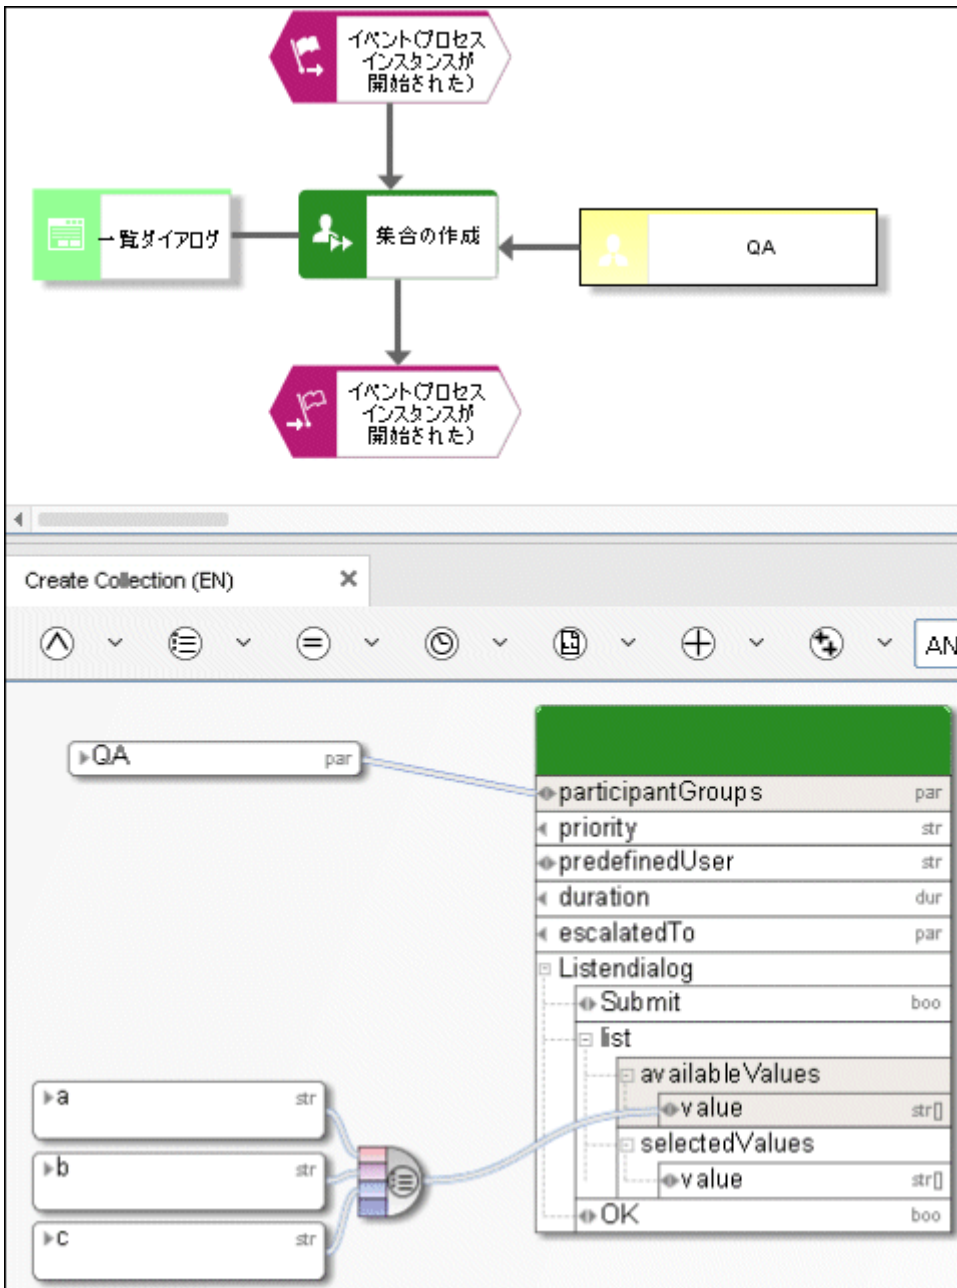 イベント(プロセス
インスタンスが
開始された)
一覧ダイアログ
集合の作成
QA
イベント(プロセス
インスタンスが
開始された)
Create Collection (EN)
AN
QA par
participantGroups par
priority str
predefinedUser str
duration dur
escalatedTo par
Listendialog
Submit boo
list
availableValues
value str[]
selectedValues
value str[]
OK boo
a str
b str
c str